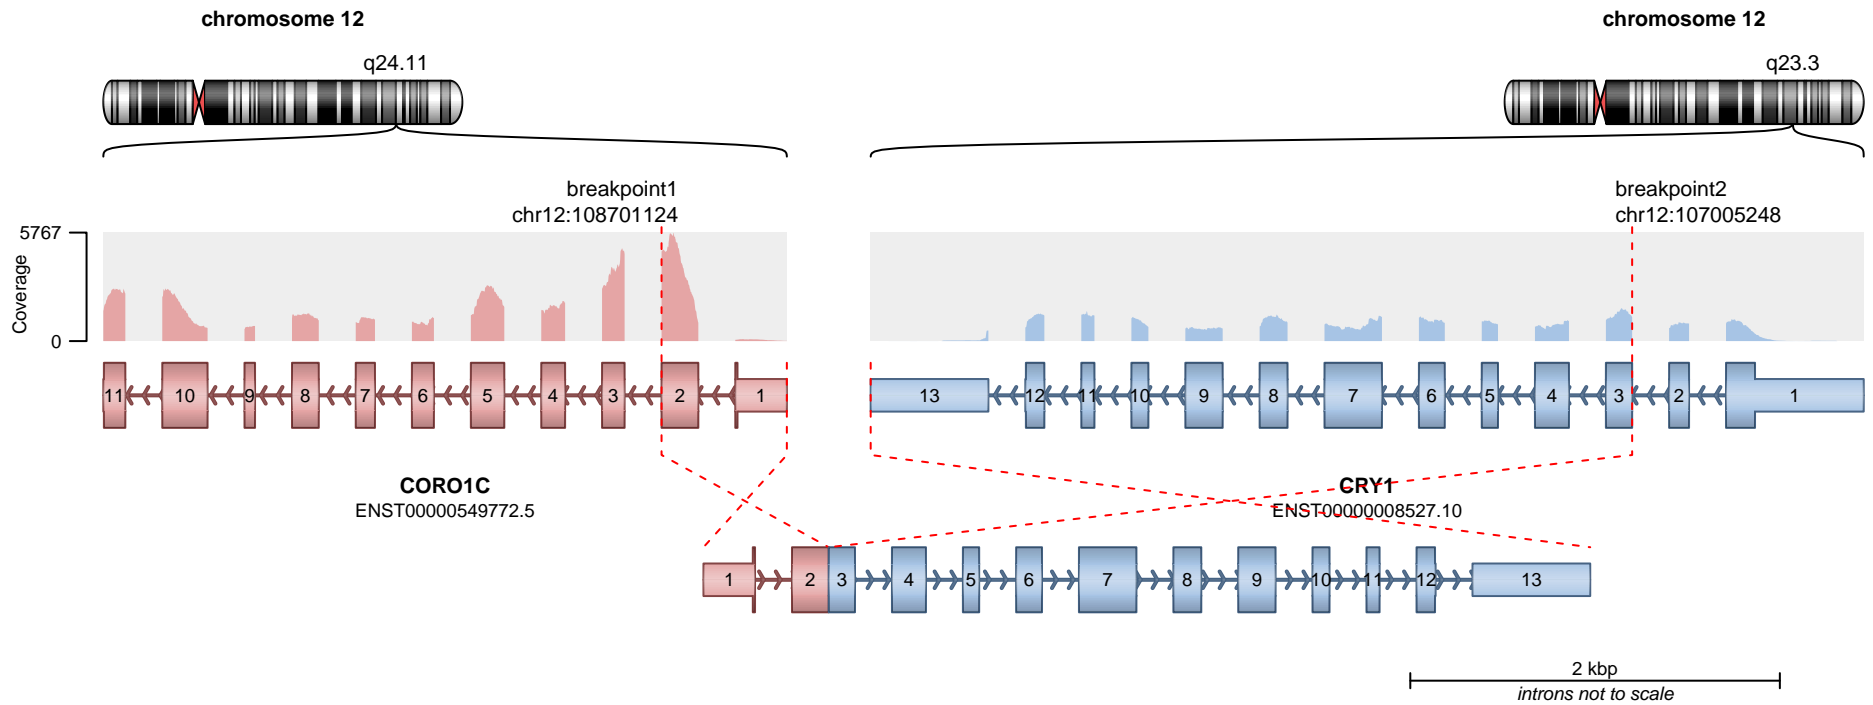 chromosome 12
chromosome 12
q24.11
q23.3
breakpoint1
chr12:108701124
breakpoint2
chr12:107005248
5767
0
Coverage
11 10 9 8 7 6 5 4 3 2 1
13 12 11 10 9 8 7 6 5 4 3 2 1
CORO1C
ENST00000549772.5
CRY1
ENST00000008527.10
1 2 3 4 5 6 7 8 9 10 11 12 13
2 kbp
introns not to scale